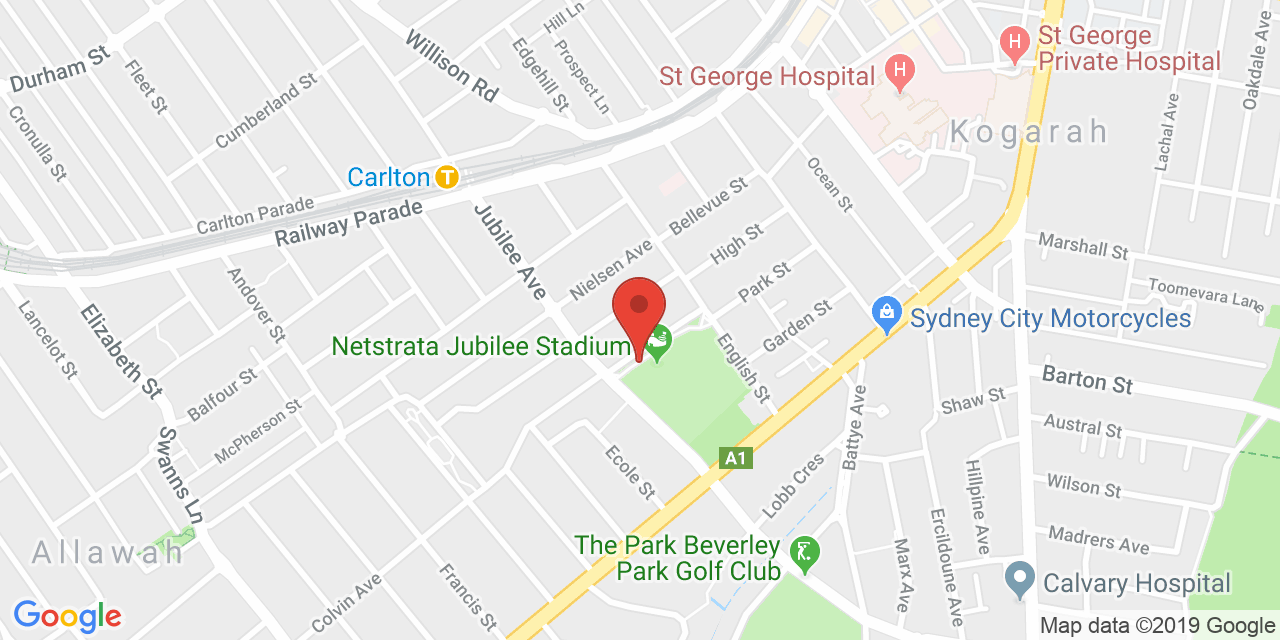 Hill Ln
Willison Rd
Edgehill St
Prospect Ln
St George
Private Hospital
Oakdale Ave
Durham St
Fleet St
St George Hospital
H
H
Cumberland St
Cronulla St
Kogarah
Lachal Ave
Carlton
T
Ocean St
Carlton Parade
Railway Parade
Bellevue St
Jubilee Ave
High St
Marshall St
Nielsen Ave
Park St
Toomevara Lane
Andover St
Lancelot St
Elizabeth St
Garden St
Sydney City Motorcycles
Netstrata Jubilee Stadium
English St
Barton St
Balfour St
Shaw St
McPherson St
Battye Ave
Austral St
Swanns Ln
A1
Ecole St
Lobb Cres
Hillpine Ave
Wilson St
Allawah
The Park Beverley
Park Golf Club
Ercildoune Ave
Madrers Ave
Marx Ave
Calvary Hospital
Colvin Ave
Francis St
Google
Map data ©2019 Google